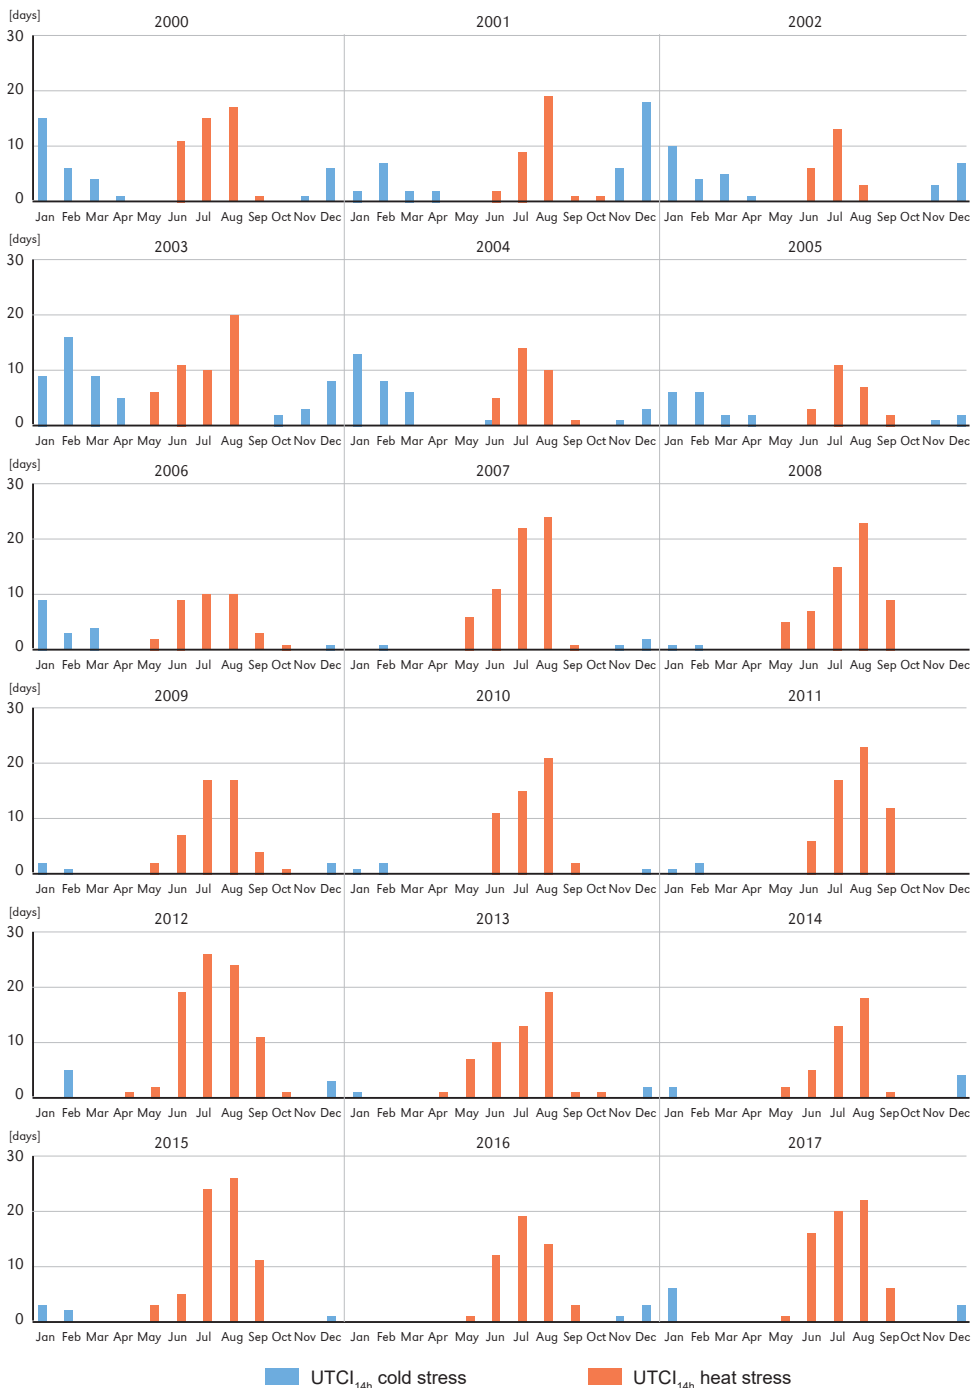 [days]
2000 2001 2002
30
20
10
0
Jan Feb Mar Apr May Jun Jul Aug Sep Oct Nov Dec Jan Feb Mar Apr May Jun Jul Aug Sep Oct Nov Dec Jan Feb Mar Apr May Jun Jul Aug Sep Oct Nov Dec
[days]
2003 2004 2005
30
20
10
0
Jan Feb Mar Apr May Jun Jul Aug Sep Oct Nov Dec Jan Feb Mar Apr May Jun Jul Aug Sep Oct Nov Dec Jan Feb Mar Apr May Jun Jul Aug Sep Oct Nov Dec
[days]
2006 2007 2008
30
20
10
0
Jan Feb Mar Apr May Jun Jul Aug Sep Oct Nov Dec Jan Feb Mar Apr May Jun Jul Aug Sep Oct Nov Dec Jan Feb Mar Apr May Jun Jul Aug Sep Oct Nov Dec
[days]
2009 2010 2011
30
20
10
0
Jan Feb Mar Apr May Jun Jul Aug Sep Oct Nov Dec Jan Feb Mar Apr May Jun Jul Aug Sep Oct Nov Dec Jan Feb Mar Apr May Jun Jul Aug Sep Oct Nov Dec
[days]
2012 2013 2014
30
20
10
0
Jan Feb Mar Apr May Jun Jul Aug Sep Oct Nov Dec Jan Feb Mar Apr May Jun Jul Aug Sep Oct Nov Dec Jan Feb Mar Apr May Jun Jul Aug Sep Oct Nov Dec
[days]
2015 2016 2017
30
20
10
0
Jan Feb Mar Apr May Jun Jul Aug Sep Oct Nov Dec Jan Feb Mar Apr May Jun Jul Aug Sep Oct Nov Dec Jan Feb Mar Apr May Jun Jul Aug Sep Oct Nov Dec
UTCI14h cold stress UTCI14h heat stress